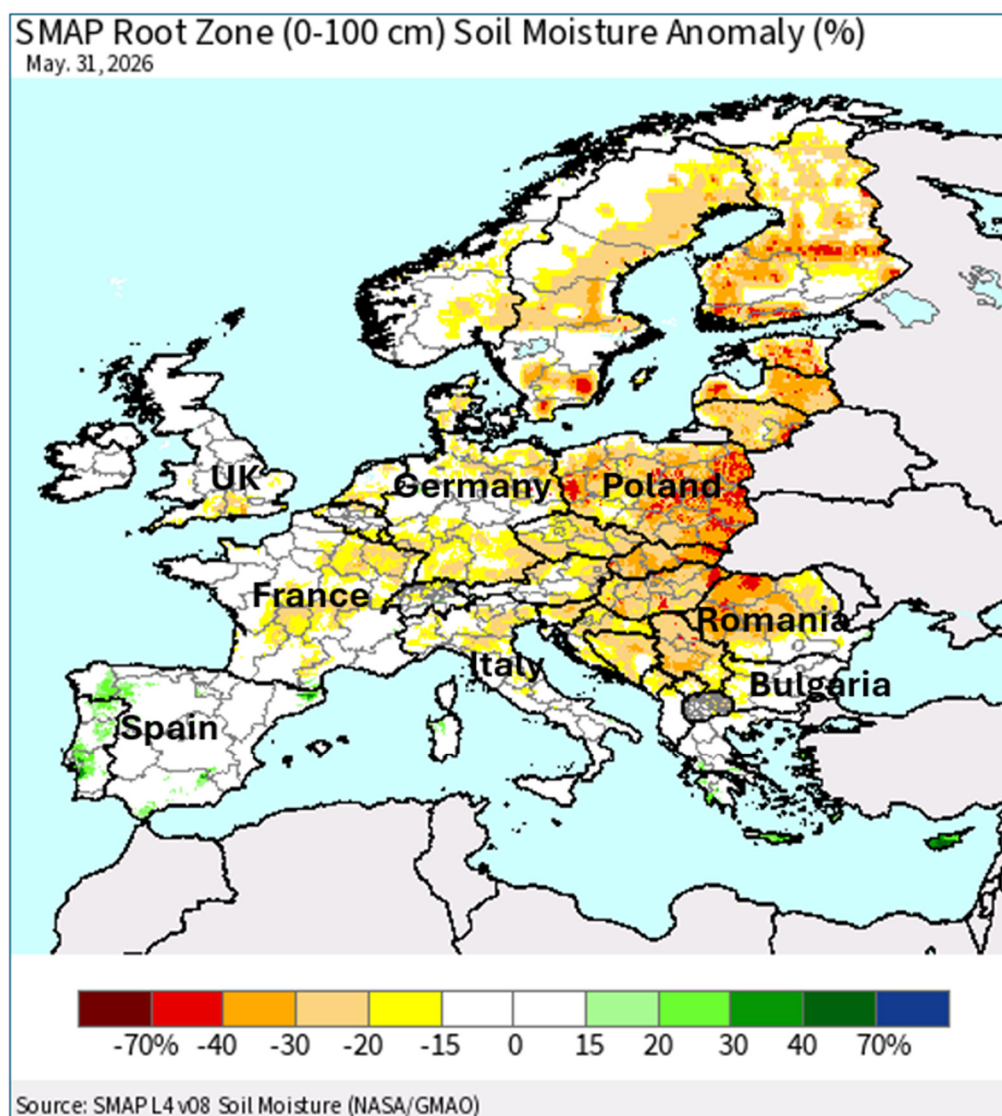 SMAP Root Zone (0-100 cm) Soil Moisture Anomaly (%)
May. 31, 2026
UK
Germany
Poland
France
Romania
Italy
Bulgaria
Spain
-70% -40 -30 -20 -15 0 15 20 30 40 70%
Source: SMAP L4 v08 Soil Moisture (NASA/GMAO)